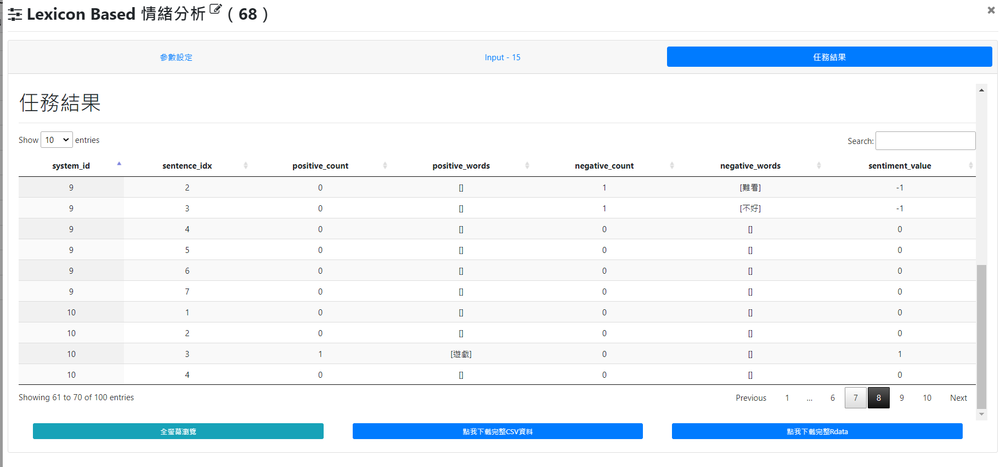 Lexicon Based 情緒分析 ( 68 )
參數設定 Input - 15 任務結果
任務結果
Show 10 entries Search:
system_id sentence_idx positive_count positive_words negative_count negative_words sentiment_value
9 2 0 [] 1 [難看] -1
9 3 0 [] 1 [不好] -1
9 4 0 [] 0 [] 0
9 5 0 [] 0 [] 0
9 6 0 [] 0 [] 0
9 7 0 [] 0 [] 0
10 1 0 [] 0 [] 0
10 2 0 [] 0 [] 0
10 3 1 [遊戲] 0 [] 1
10 4 0 [] 0 [] 0
Showing 61 to 70 of 100 entries Previous 1 ... 6 7 8 9 10 Next
全螢幕瀏覽 點我下載完整CSV資料 點我下載完整Rdata